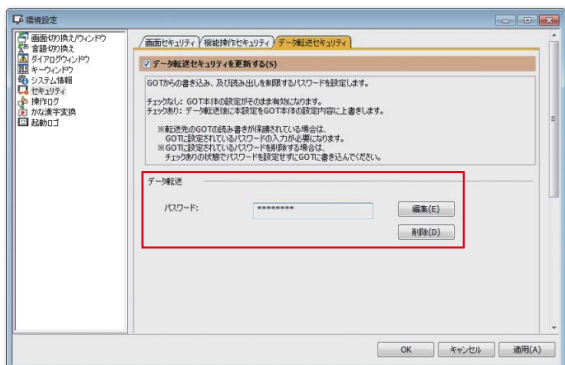 環境設定
画面切り換え/ウィンドウ
言語切り換え
ダイアログウィンドウ
キーウィンドウ
システム情報
セキュリティ
操作ログ
かな漢字変換
起動ロゴ
画面セキュリティ 機能操作セキュリティ データ転送セキュリティ
データ転送セキュリティを更新する(S)
GOTからの書き込み、及び読み出しを制限するパスワードを設定します。
チェックなし: GOT本体の設定がそのまま有効になります。
チェックあり: データ転送後に本設定をGOT本体の設定内容に上書きします。
※転送先のGOTの読み書きが保護されている場合は、
GOTに設定されているパスワードの入力が必要になります。
※GOTに設定されているパスワードを削除する場合は、
チェックありの状態でパスワードを設定せずにGOTに書き込んでください。
データ転送
パスワード: ******** 編集(E)
削除(D)
OK キャンセル 適用(A)